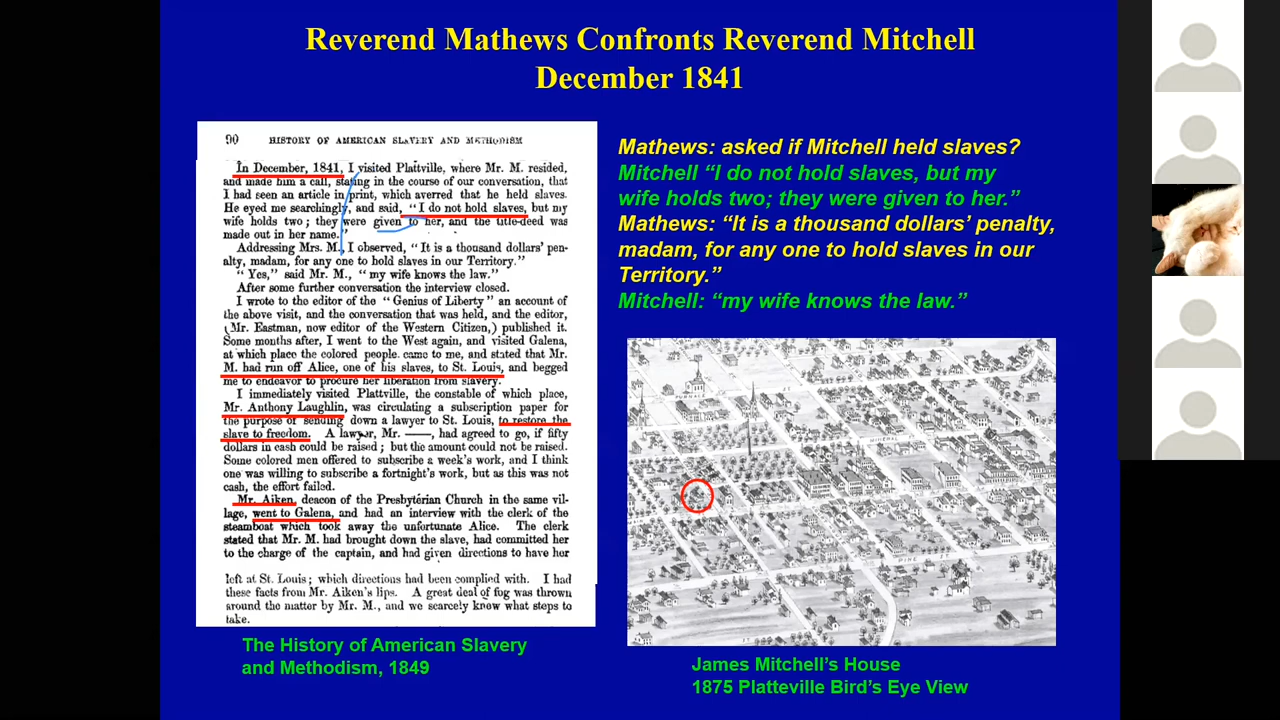 Reverend Mathews Confronts Reverend Mitchell
December 1841
90 HISTORY OF AMERICAN SLAVERY AND METHODISM
In December, 1841, I visited Plattville, where Mr. M. resided,
and made him a call, stating in the course of our conversation, that
I had seen an article in print, which averred that he held slaves.
He eyed me searchingly, and said, "I do not hold slaves, but my
wife holds two; they were given to her, and the title-deed was
made out in her name."
Addressing Mrs. M., I observed, "It is a thousand dollars' pen-
alty, madam, for any one to hold slaves in our Territory."
"Yes," said Mr. M., "my wife knows the law."
After some further conversation the interview closed.
I wrote to the editor of the "Genius of Liberty" an account of
the above visit, and the conversation that was held, and the editor,
(Mr. Eastman, now editor of the Western Citizen,) published it.
Some months after, I went to the West again, and visited Galena,
at which place the colored people came to me, and stated that Mr.
M. had run off Alice, one of his slaves, to St. Louis, and begged
me to endeavor to procure her liberation from slavery.
I immediately visited Plattville, the constable of which place,
Mr. Anthony Laughlin, was circulating a subscription paper for
the purpose of sending down a lawyer to St. Louis, to restore the
slave to freedom. A lawyer, Mr. ——, had agreed to go, if fifty
dollars in cash could be raised; but the amount could not be raised.
Some colored men offered to subscribe a week's work, and I think
one was willing to subscribe a fortnight's work, but as this was not
cash, the effort failed.
Mr. Aiken, deacon of the Presbyterian Church in the same vil-
lage, went to Galena, and had an interview with the clerk of the
steamboat which took away the unfortunate Alice. The clerk
stated that Mr. M. had brought down the slave, had committed her
to the charge of the captain, and had given directions to have her
left at St. Louis; which directions had been complied with. I had
these facts from Mr. Aiken's lips. A great deal of fog was thrown
around the matter by Mr. M., and we scarcely knew what steps to
take.
The History of American Slavery
and Methodism, 1849
Mathews: asked if Mitchell held slaves?
Mitchell "I do not hold slaves, but my
wife holds two; they were given to her."
Mathews: "It is a thousand dollars' penalty,
madam, for any one to hold slaves in our
Territory."
Mitchell: "my wife knows the law."
James Mitchell's House
1875 Platteville Bird's Eye View